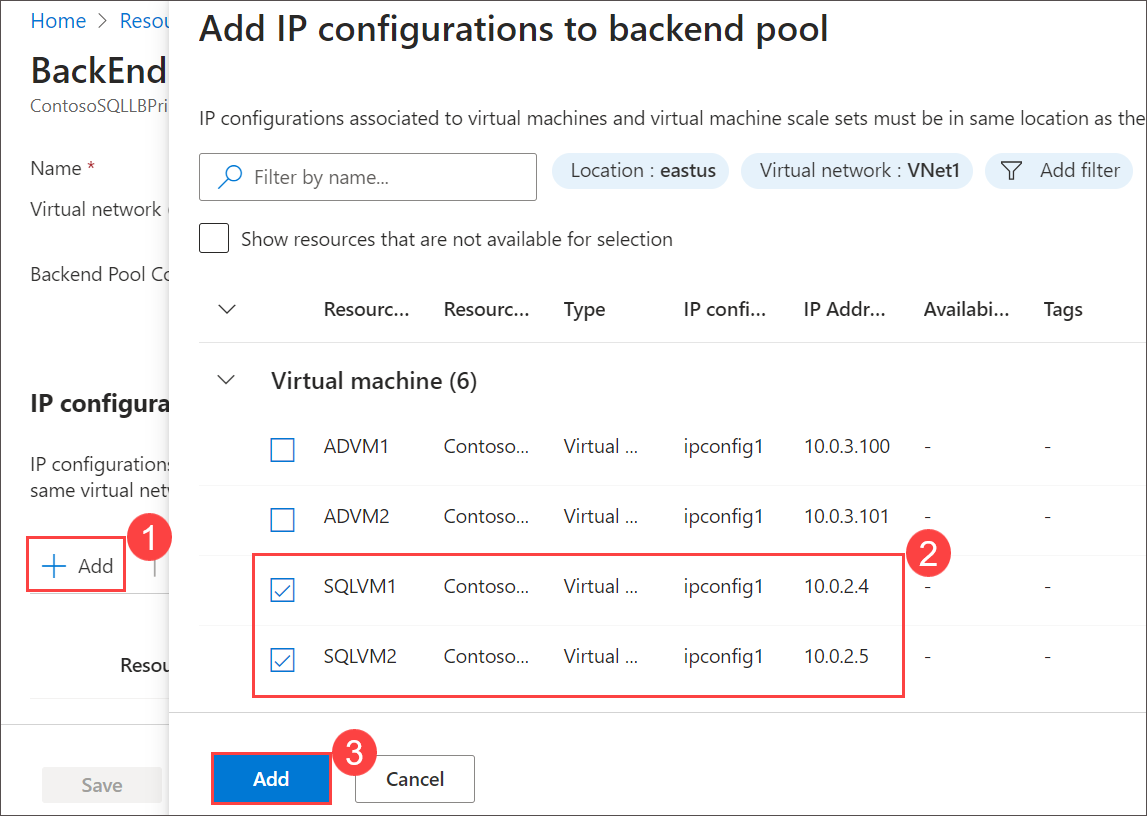 Home > Resou
BackEnd
ContosoSQLLBPri
Name *
Virtual network
Backend Pool Co
IP configura
IP configurations
same virtual netw
+ Add
1
Resou
Save
Add IP configurations to backend pool
IP configurations associated to virtual machines and virtual machine scale sets must be in same location as the
Filter by name...
Location : eastus
Virtual network : VNet1
Add filter
Show resources that are not available for selection
Resourc... Resourc... Type IP confi... IP Addr... Availabi... Tags
Virtual machine (6)
ADVM1 Contoso... Virtual ... ipconfig1 10.0.3.100 - -
ADVM2 Contoso... Virtual ... ipconfig1 10.0.3.101 - -
2
SQLVM1 Contoso... Virtual ... ipconfig1 10.0.2.4 - -
SQLVM2 Contoso... Virtual ... ipconfig1 10.0.2.5 - -
3
Add
Cancel